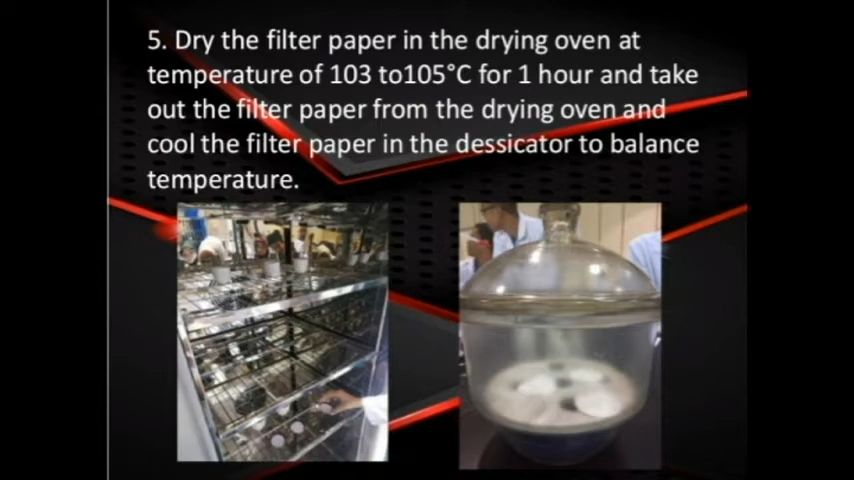 5. Dry the filter paper in the drying oven at
temperature of 103 to105°C for 1 hour and take
out the filter paper from the drying oven and
cool the filter paper in the dessicator to balance
temperature.